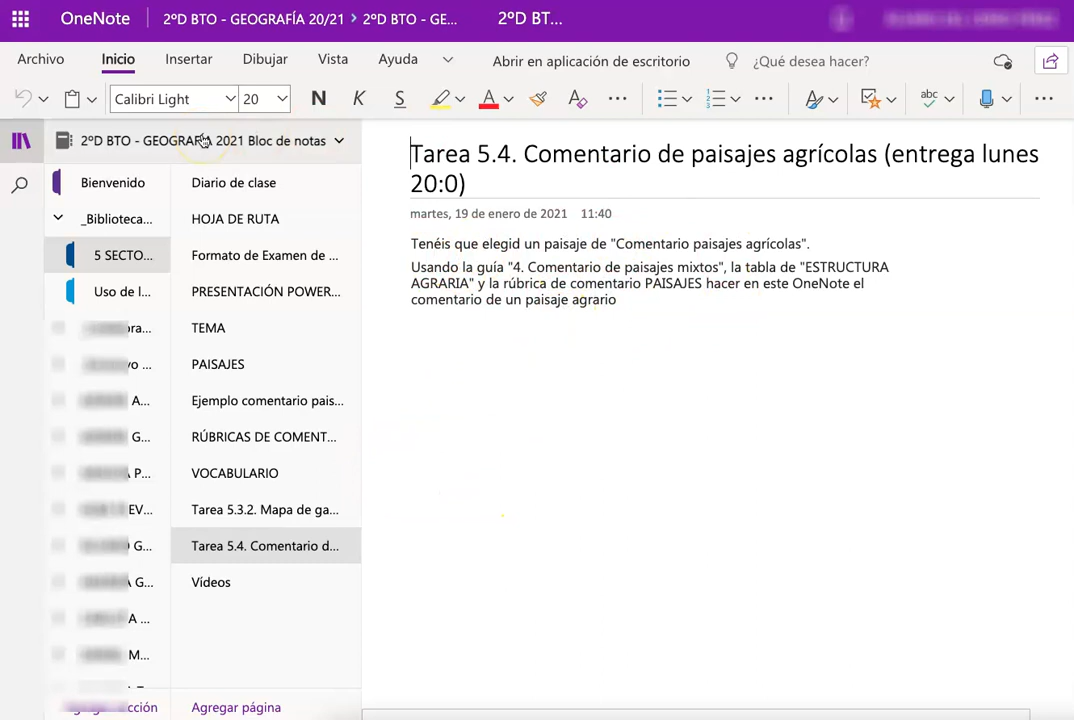 OneNote 2ºD BTO - GEOGRAFÍA 20/21 > 2ºD BTO - GE... 2ºD BT...
Archivo Inicio Insertar Dibujar Vista Ayuda Abrir en aplicación de escritorio ¿Qué desea hacer?
Calibri Light 20 N K S A A abc
2ºD BTO - GEOGRAFÍA 2021 Bloc de notas
Bienvenido
_Biblioteca...
5 SECTO...
Uso de l...
ra...
vo ...
A...
G...
P...
EV...
G...
A G...
A ...
M...
cción
Diario de clase
HOJA DE RUTA
Formato de Examen de ...
PRESENTACIÓN POWER...
TEMA
PAISAJES
Ejemplo comentario pais...
RÚBRICAS DE COMENT...
VOCABULARIO
Tarea 5.3.2. Mapa de ga...
Tarea 5.4. Comentario d...
Vídeos
Agregar página
Tarea 5.4. Comentario de paisajes agrícolas (entrega lunes
20:0)
martes, 19 de enero de 2021 11:40
Tenéis que elegid un paisaje de "Comentario paisajes agrícolas".
Usando la guía "4. Comentario de paisajes mixtos", la tabla de "ESTRUCTURA
AGRARIA" y la rúbrica de comentario PAISAJES hacer en este OneNote el
comentario de un paisaje agrario